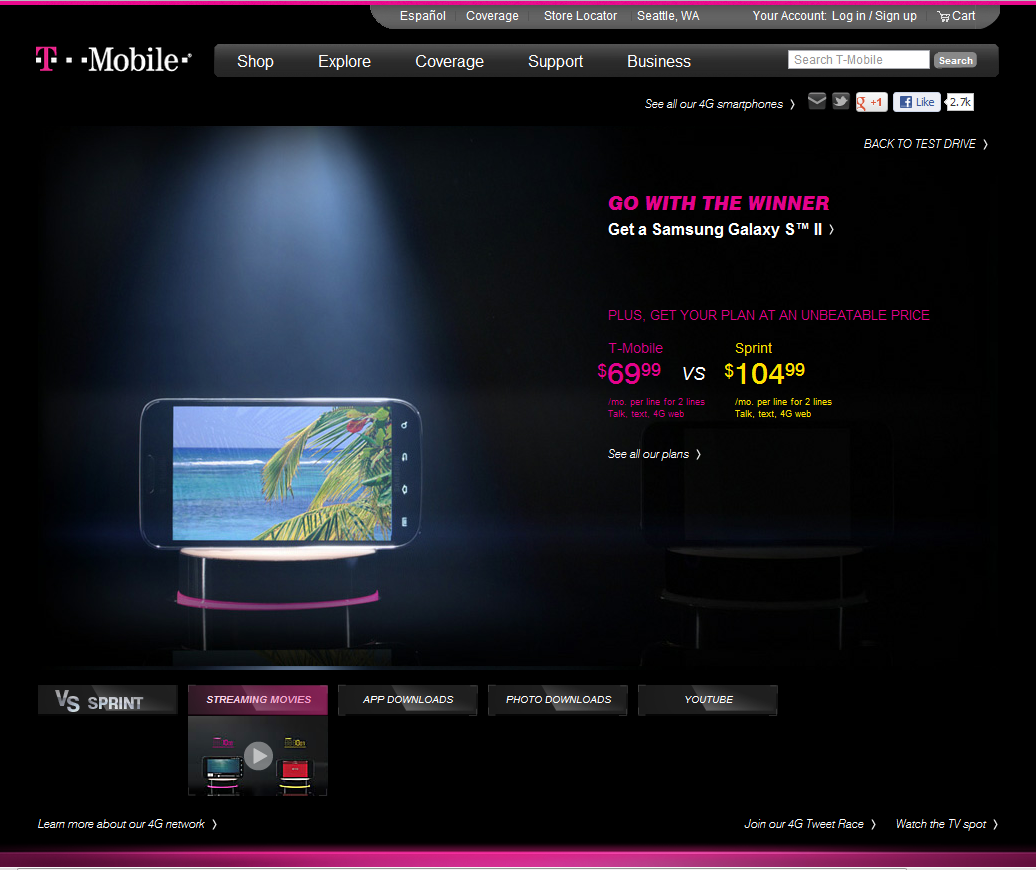 Español Coverage Store Locator Seattle, WA Your Account: Log in / Sign up Cart
T··Mobile·®
Shop Explore Coverage Support Business Search T-Mobile Search
See all our 4G smartphones › +1 Like 2.7k
BACK TO TEST DRIVE ›
GO WITH THE WINNER
Get a Samsung Galaxy S™ II ›
PLUS, GET YOUR PLAN AT AN UNBEATABLE PRICE
T-Mobile Sprint
$69.99 VS $104.99
/mo. per line for 2 lines /mo. per line for 2 lines
Talk, text, 4G web Talk, text, 4G web
See all our plans ›
VS SPRINT STREAMING MOVIES APP DOWNLOADS PHOTO DOWNLOADS YOUTUBE
Learn more about our 4G network › Join our 4G Tweet Race › Watch the TV spot ›